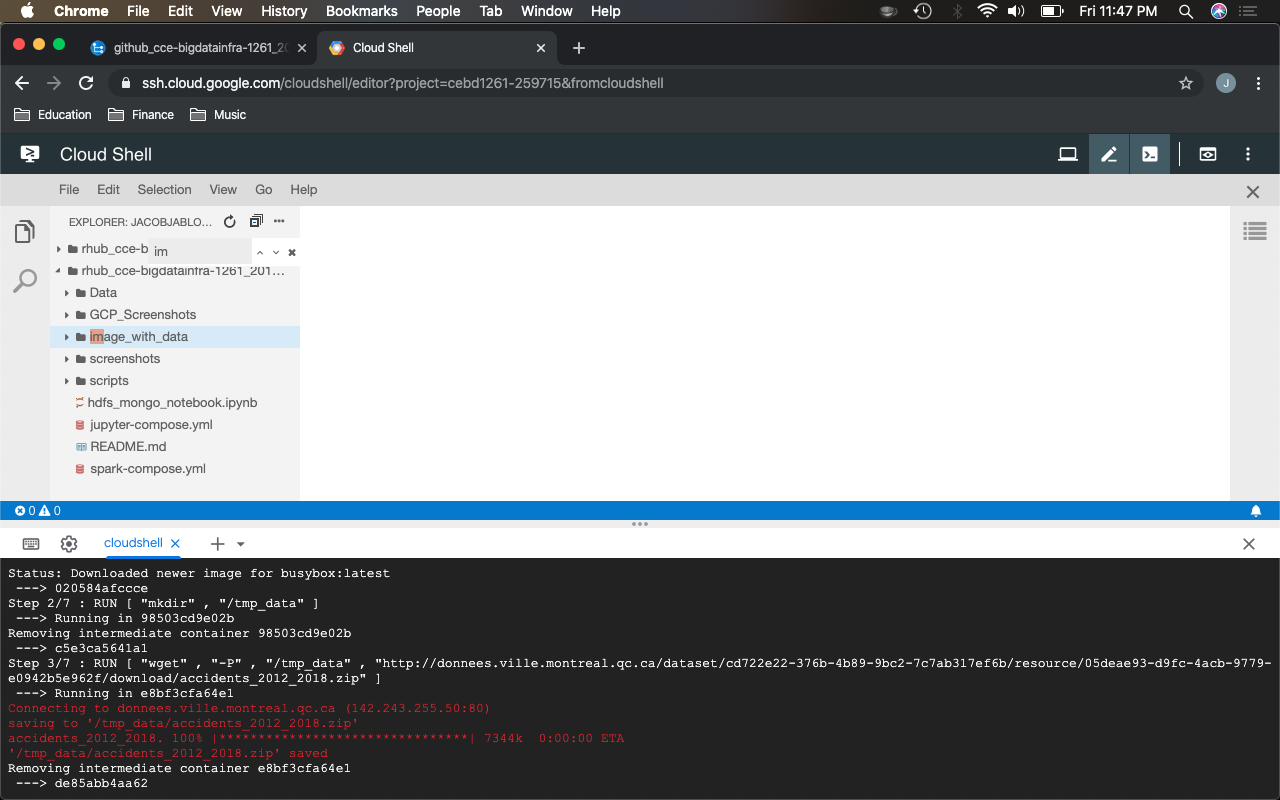 Chrome File Edit View History Bookmarks People Tab Window Help Fri 11:47 PM
github_cce-bigdatainfra-1261_20 Cloud Shell
ssh.cloud.google.com/cloudshell/editor?project=cebd1261-259715&fromcloudshell J
Education Finance Music
Cloud Shell
File Edit Selection View Go Help
EXPLORER: JACOBJABLO...
rhub_cce-b im
rhub_cce-bigdatainfra-1261_201...
Data
GCP_Screenshots
image_with_data
screenshots
scripts
hdfs_mongo_notebook.ipynb
jupyter-compose.yml
README.md
spark-compose.yml
0 0
cloudshell
Status: Downloaded newer image for busybox:latest
---> 020584afccce
Step 2/7 : RUN [ "mkdir" , "/tmp_data" ]
---> Running in 98503cd9e02b
Removing intermediate container 98503cd9e02b
---> c5e3ca5641a1
Step 3/7 : RUN [ "wget" , "-P" , "/tmp_data" , "http://donnees.ville.montreal.qc.ca/dataset/cd722e22-376b-4b89-9bc2-7c7ab317ef6b/resource/05deae93-d9fc-4acb-9779-
e0942b5e962f/download/accidents_2012_2018.zip" ]
---> Running in e8bf3cfa64e1
Connecting to donnees.ville.montreal.qc.ca (142.243.255.50:80)
saving to '/tmp_data/accidents_2012_2018.zip'
accidents_2012_2018. 100% |********************************| 7344k 0:00:00 ETA
'/tmp_data/accidents_2012_2018.zip' saved
Removing intermediate container e8bf3cfa64e1
---> de85abb4aa62